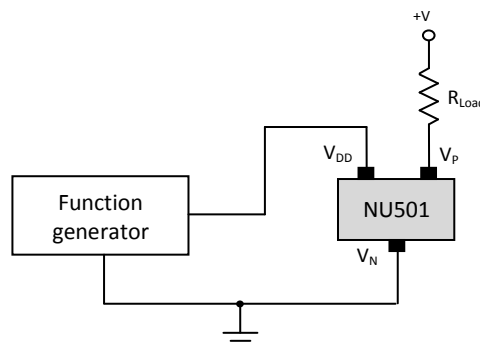 +V
R_Load
V_DD
V_P
Function
generator
NU501
V_N